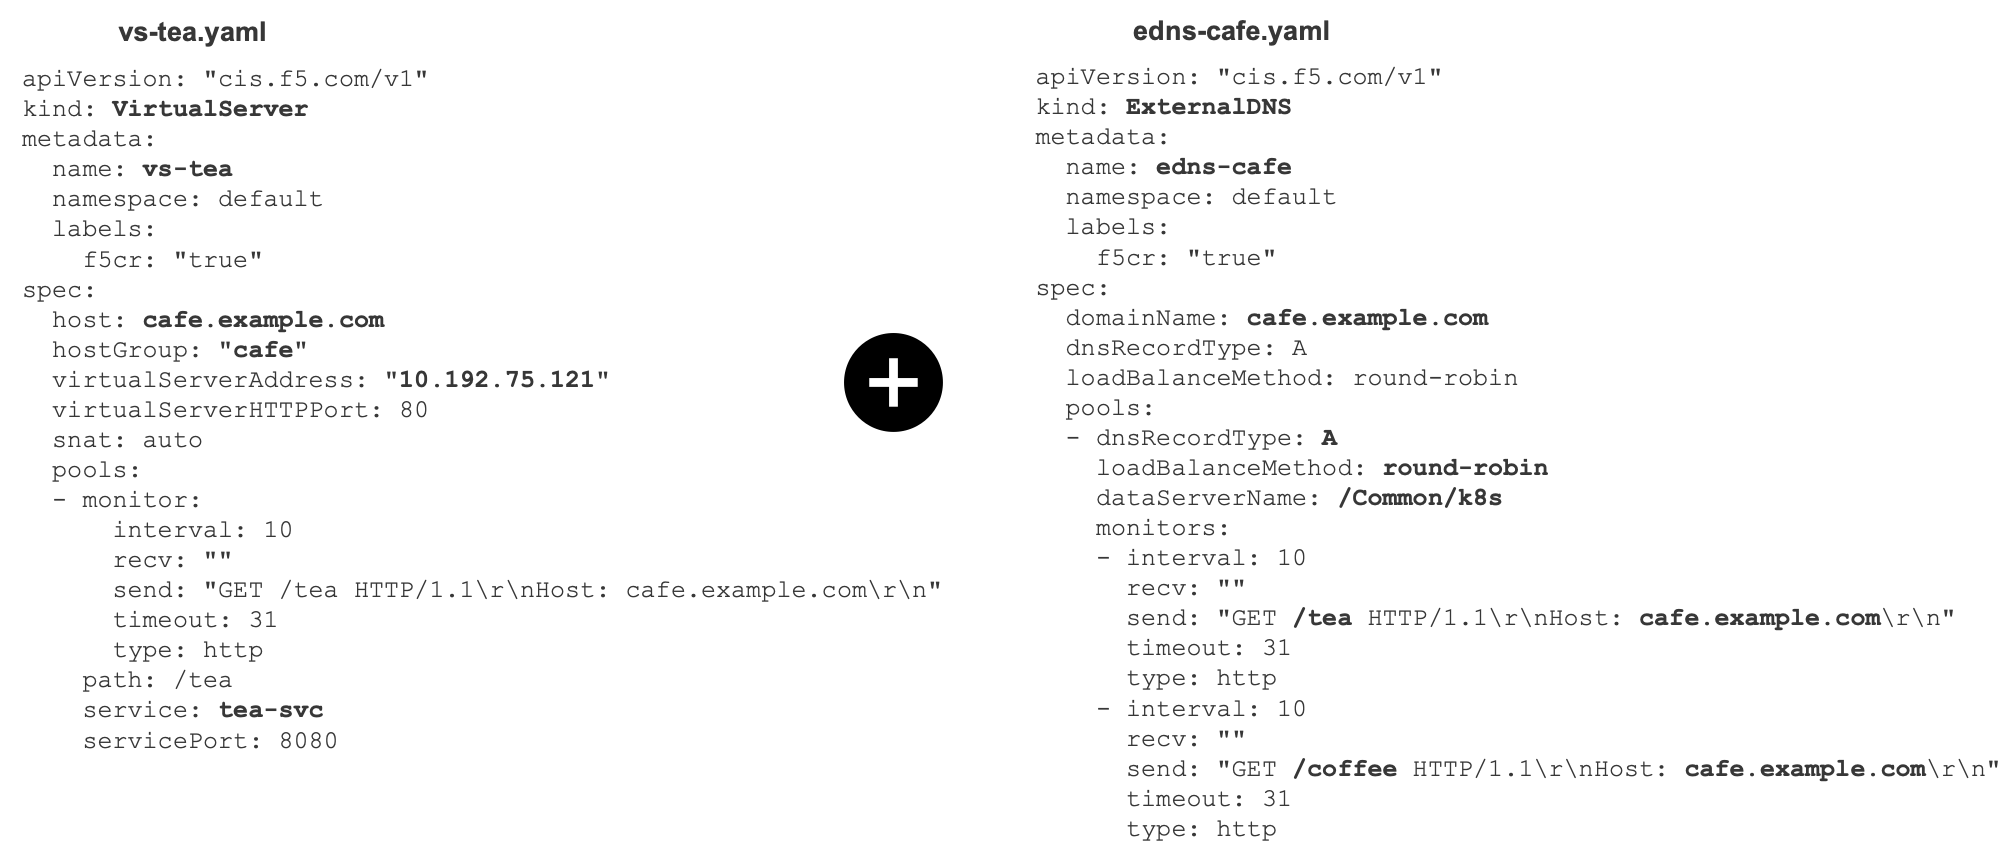 vs-tea.yaml
apiVersion: "cis.f5.com/v1"
kind: VirtualServer
metadata:
  name: vs-tea
  namespace: default
  labels:
    f5cr: "true"
spec:
  host: cafe.example.com
  hostGroup: "cafe"
  virtualServerAddress: "10.192.75.121"
  virtualServerHTTPPort: 80
  snat: auto
  pools:
  - monitor:
      interval: 10
      recv: ""
      send: "GET /tea HTTP/1.1\r\nHost: cafe.example.com\r\n"
      timeout: 31
      type: http
    path: /tea
    service: tea-svc
    servicePort: 8080
edns-cafe.yaml
apiVersion: "cis.f5.com/v1"
kind: ExternalDNS
metadata:
  name: edns-cafe
  namespace: default
  labels:
    f5cr: "true"
spec:
  domainName: cafe.example.com
  dnsRecordType: A
  loadBalanceMethod: round-robin
  pools:
  - dnsRecordType: A
    loadBalanceMethod: round-robin
    dataServerName: /Common/k8s
    monitors:
    - interval: 10
      recv: ""
      send: "GET /tea HTTP/1.1\r\nHost: cafe.example.com\r\n"
      timeout: 31
      type: http
    - interval: 10
      recv: ""
      send: "GET /coffee HTTP/1.1\r\nHost: cafe.example.com\r\n"
      timeout: 31
      type: http